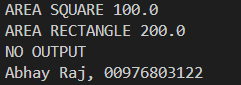 AREA SQUARE 100.0
AREA RECTANGLE 200.0
NO OUTPUT
Abhay Raj, 00976803122